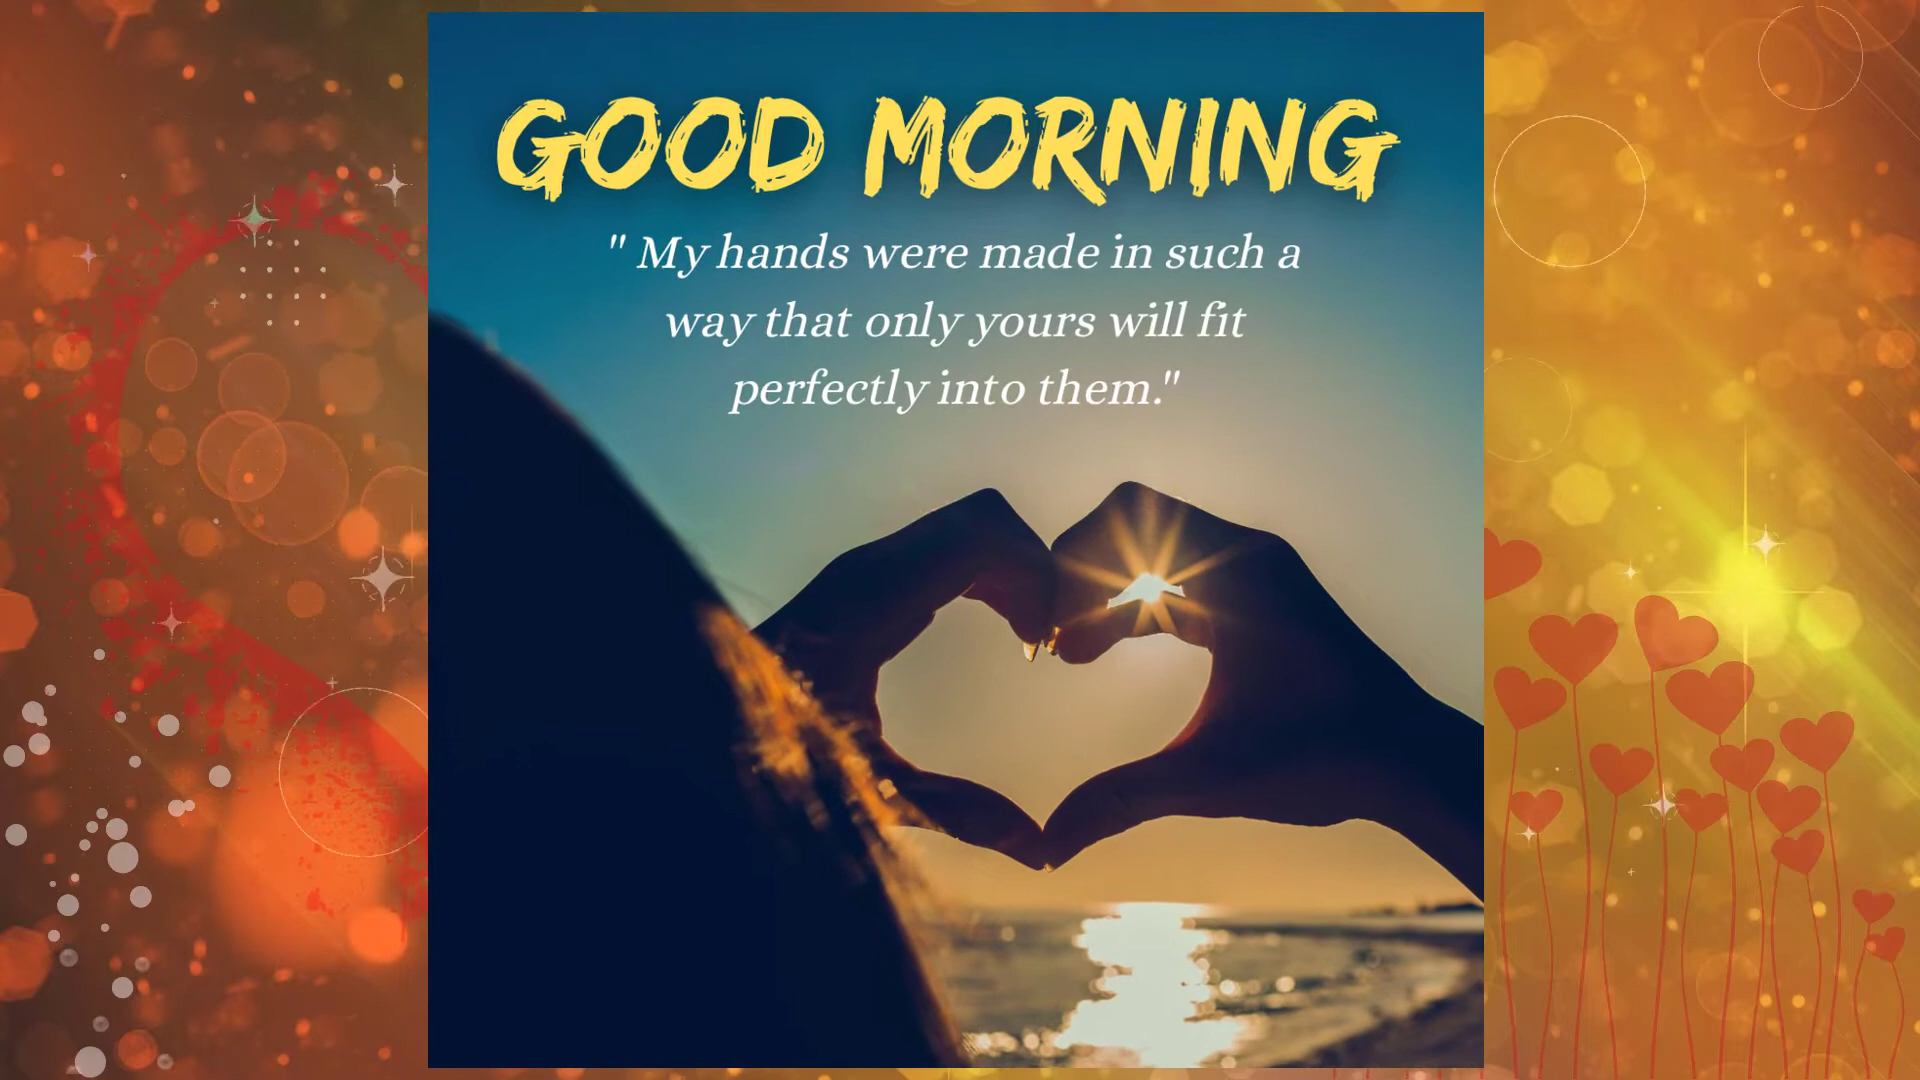 GOOD MORNING
" My hands were made in such a
way that only yours will fit
perfectly into them."